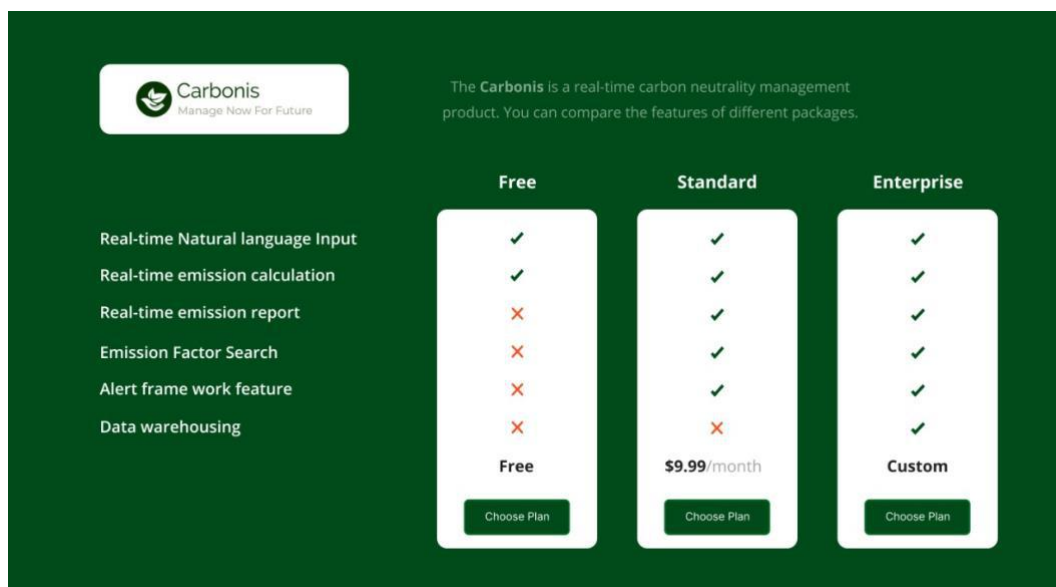 Carbonis
Manage Now For Future
The Carbonis is a real-time carbon neutrality management
product. You can compare the features of different packages.
Free Standard Enterprise
Real-time Natural language Input
Real-time emission calculation
Real-time emission report
Emission Factor Search
Alert frame work feature
Data warehousing
Free $9.99/month Custom
Choose Plan Choose Plan Choose Plan